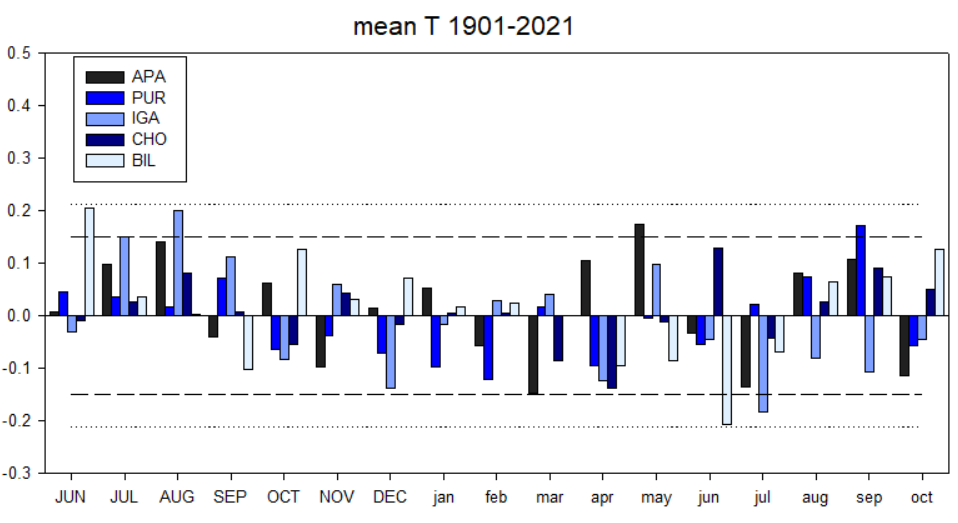 mean T 1901-2021
0.5
0.4
0.3
0.2
0.1
0.0
-0.1
-0.2
-0.3
APA
PUR
IGA
CHO
BIL
JUN JUL AUG SEP OCT NOV DEC jan feb mar apr may jun jul aug sep oct